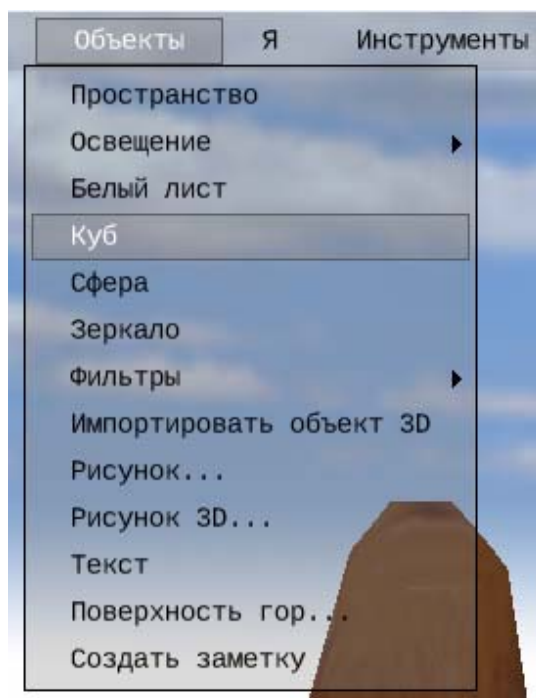 Объекты Я Инструменты
Пространство
Освещение
Белый лист
Куб
Сфера
Зеркало
Фильтры
Импортировать объект 3D
Рисунок...
Рисунок 3D...
Текст
Поверхность гор...
Создать заметку